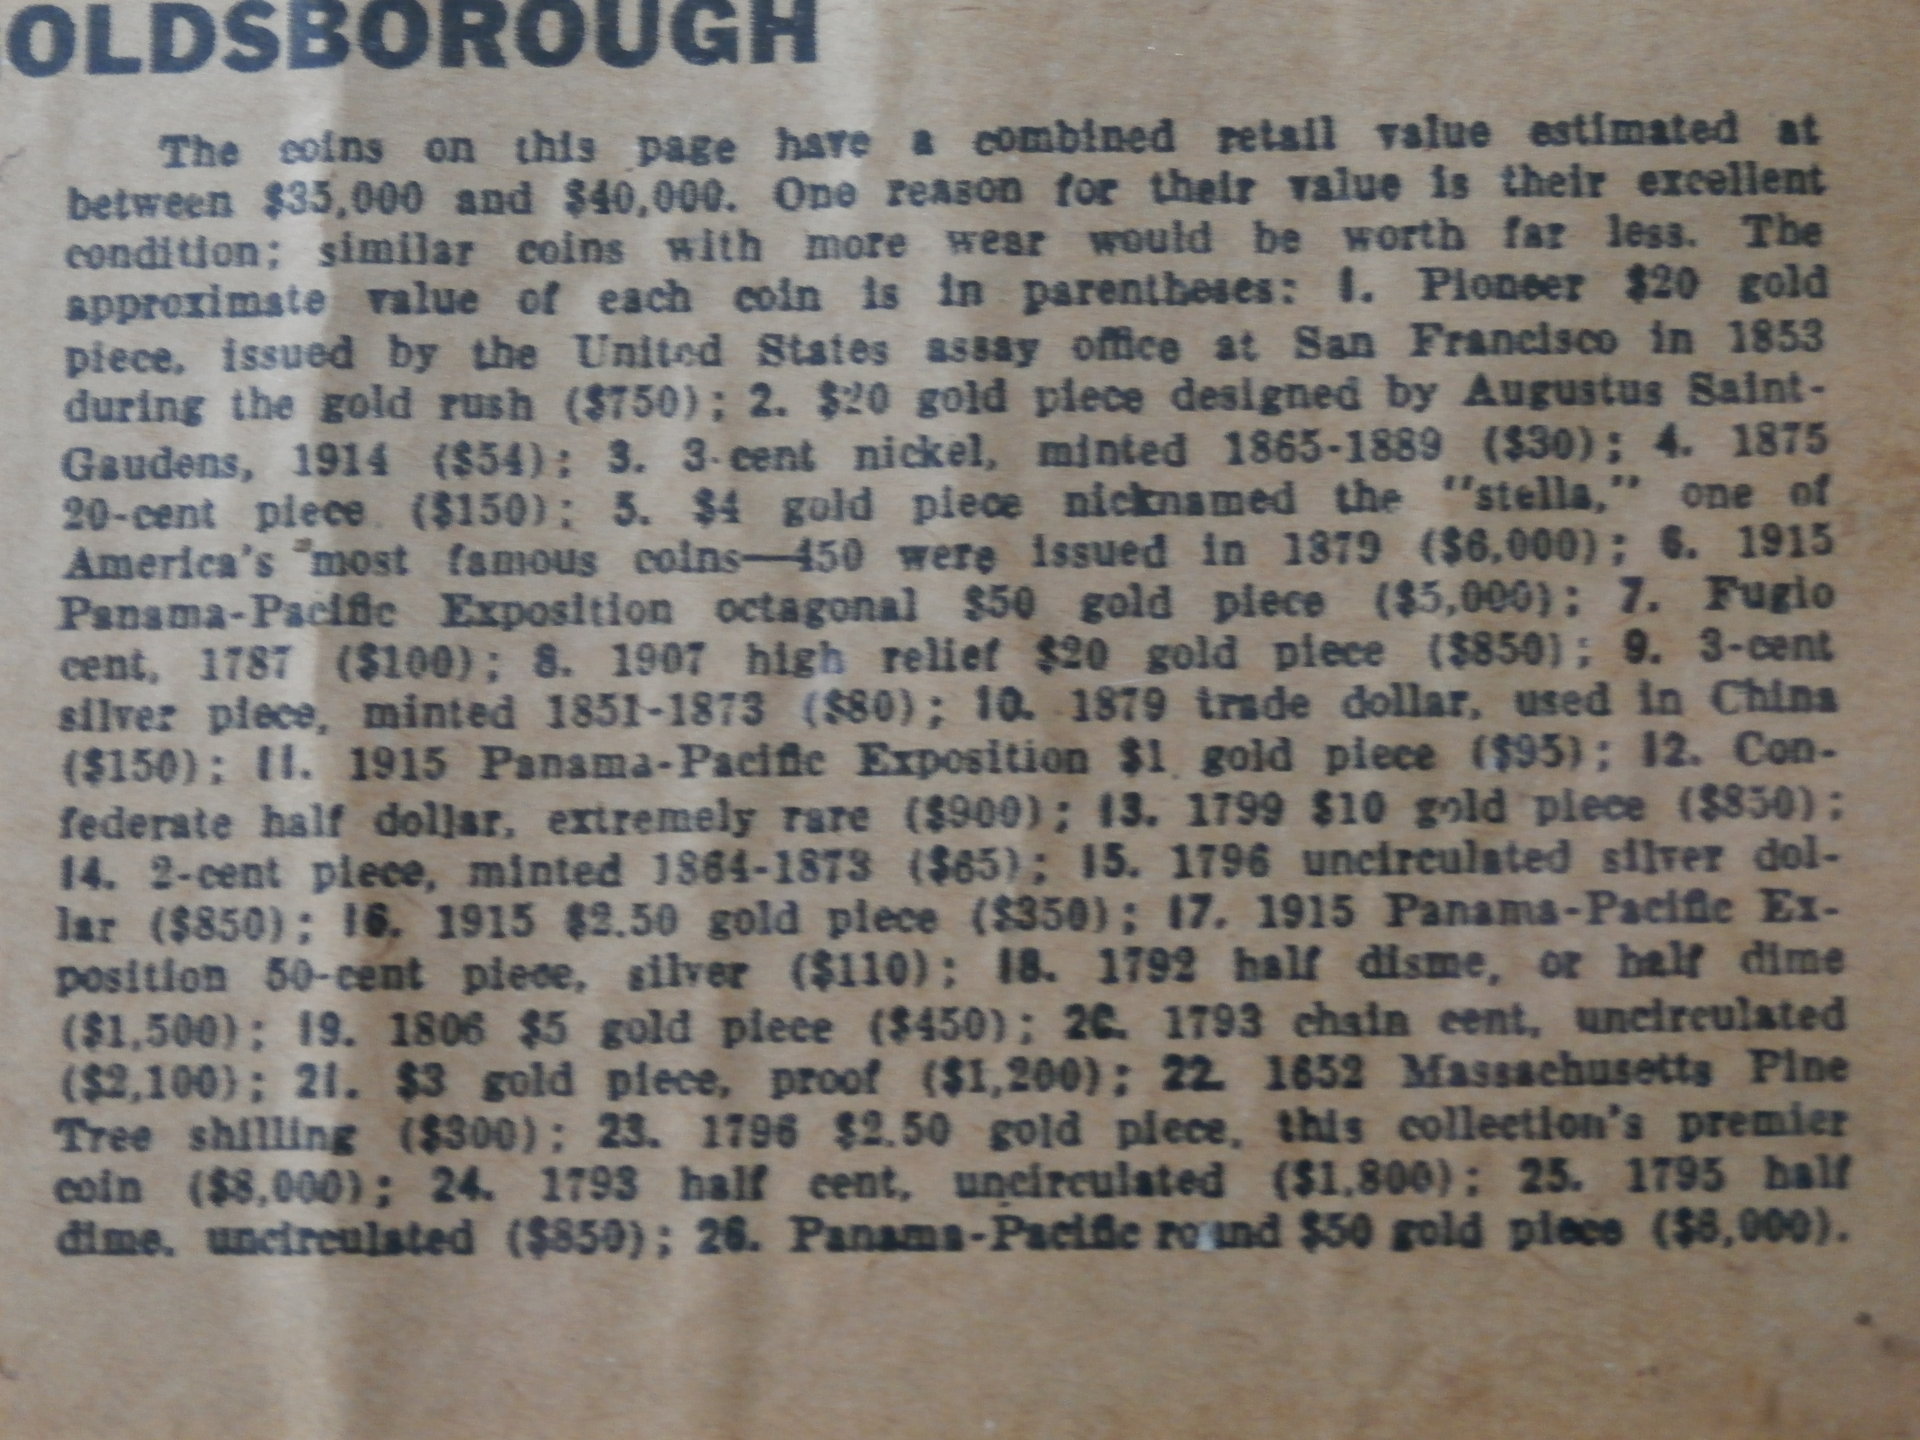 OLDSBOROUGH
The coins on this page have a combined retail value estimated at
between $35,000 and $40,000. One reason for their value is their excellent
condition; similar coins with more wear would be worth far less. The
approximate value of each coin is in parentheses: 1. Pioneer $20 gold
piece, issued by the United States assay office at San Francisco in 1853
during the gold rush ($750); 2. $20 gold piece designed by Augustus Saint-
Gaudens, 1914 ($54); 3. 3-cent nickel, minted 1865-1889 ($30); 4. 1875
20-cent piece ($150); 5. $4 gold piece nicknamed the "stella," one of
America's most famous coins—450 were issued in 1879 ($6,000); 6. 1915
Panama-Pacific Exposition octagonal $50 gold piece ($5,000); 7. Fugio
cent, 1787 ($100); 8. 1907 high relief $20 gold piece ($850); 9. 3-cent
silver piece, minted 1851-1873 ($80); 10. 1879 trade dollar, used in China
($150); 11. 1915 Panama-Pacific Exposition $1 gold piece ($95); 12. Con-
federate half dollar, extremely rare ($900); 13. 1799 $10 gold piece ($850);
14. 2-cent piece, minted 1864-1873 ($65); 15. 1796 uncirculated silver dol-
lar ($850); 16. 1915 $2.50 gold piece ($350); 17. 1915 Panama-Pacific Ex-
position 50-cent piece, silver ($110); 18. 1792 half disme, or half dime
($1,500); 19. 1806 $5 gold piece ($450); 20. 1793 chain cent, uncirculated
($2,100); 21. $3 gold piece, proof ($1,200); 22. 1652 Massachusetts Pine
Tree shilling ($300); 23. 1796 $2.50 gold piece, this collection's premier
coin ($8,000); 24. 1793 half cent, uncirculated ($1,800); 25. 1795 half
dime, uncirculated ($850); 26. Panama-Pacific round $50 gold piece